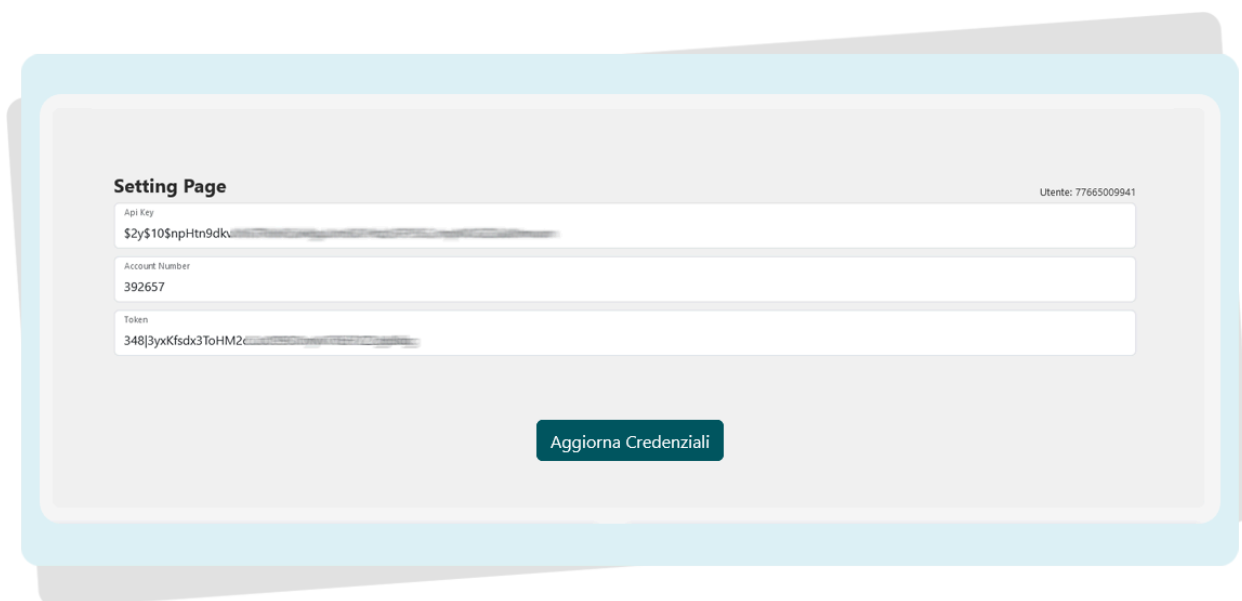 Setting Page
Utente: 77665009941
Api Key
$2y$10$npHtn9dkv
Account Number
392657
Token
348|3yxKfsdx3ToHM2
Aggiorna Credenziali